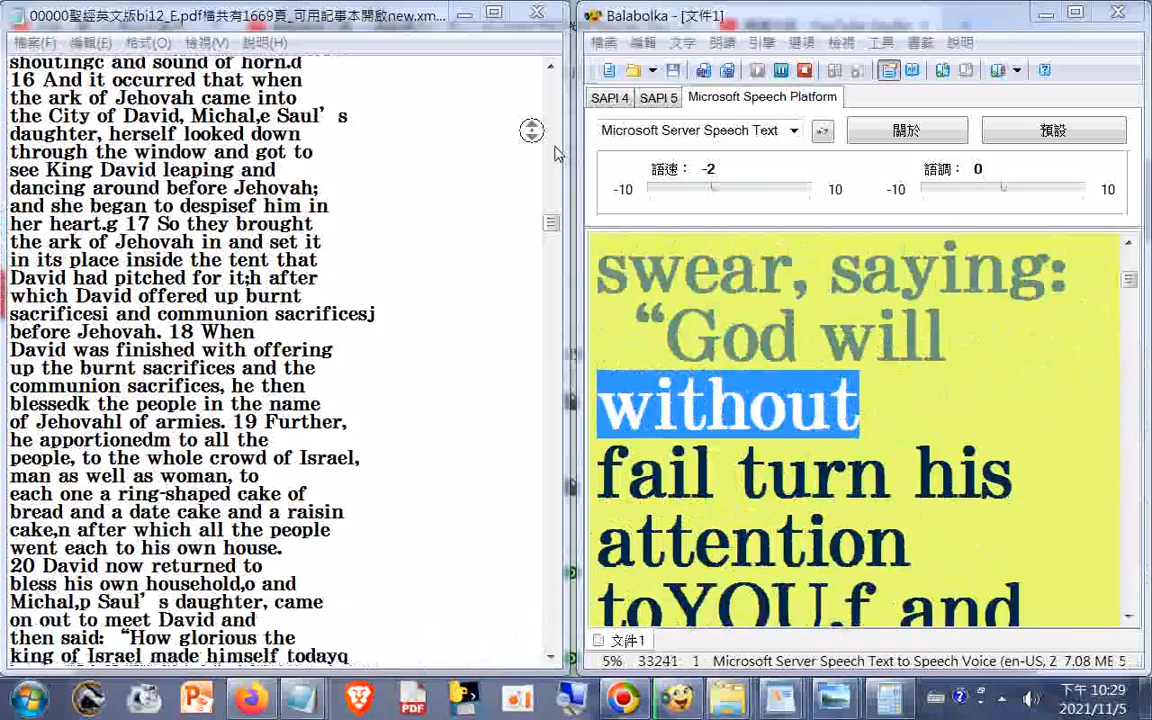 00000聖經英文版bi12_E.pdf檔共有1669頁_可用記事本開啟new.xm...
檔案(F) 編輯(E) 格式(O) 檢視(V) 說明(H)
shoutingc and sound of horn.d
16 And it occurred that when
the ark of Jehovah came into
the City of David, Michal,e Saul’s
daughter, herself looked down
through the window and got to
see King David leaping and
dancing around before Jehovah;
and she began to despisef him in
her heart.g 17 So they brought
the ark of Jehovah in and set it
in its place inside the tent that
David had pitched for it;h after
which David offered up burnt
sacrificesi and communion sacrificesj
before Jehovah. 18 When
David was finished with offering
up the burnt sacrifices and the
communion sacrifices, he then
blessedk the people in the name
of Jehovahl of armies. 19 Further,
he apportionedm to all the
people, to the whole crowd of Israel,
man as well as woman, to
each one a ring-shaped cake of
bread and a date cake and a raisin
cake,n after which all the people
went each to his own house.
20 David now returned to
bless his own household,o and
Michal,p Saul’s daughter, came
on out to meet David and
then said: “How glorious the
king of Israel made himself todayq
Balabolka - [文件1]
檔案 編輯 文字 朗讀 引擎 選項 檢視 工具 書籤 說明
SAPI 4 SAPI 5 Microsoft Speech Platform
Microsoft Server Speech Text 關於 預設
語速： -2 語調： 0
-10 10 -10 10
swear, saying:
“God will
without
fail turn his
attention
toYOU,f and
文件1
5% 33241: 1 Microsoft Server Speech Text to Speech Voice (en-US, Z 7.08 MB 5
PDF
下午 10:29
2021/11/5